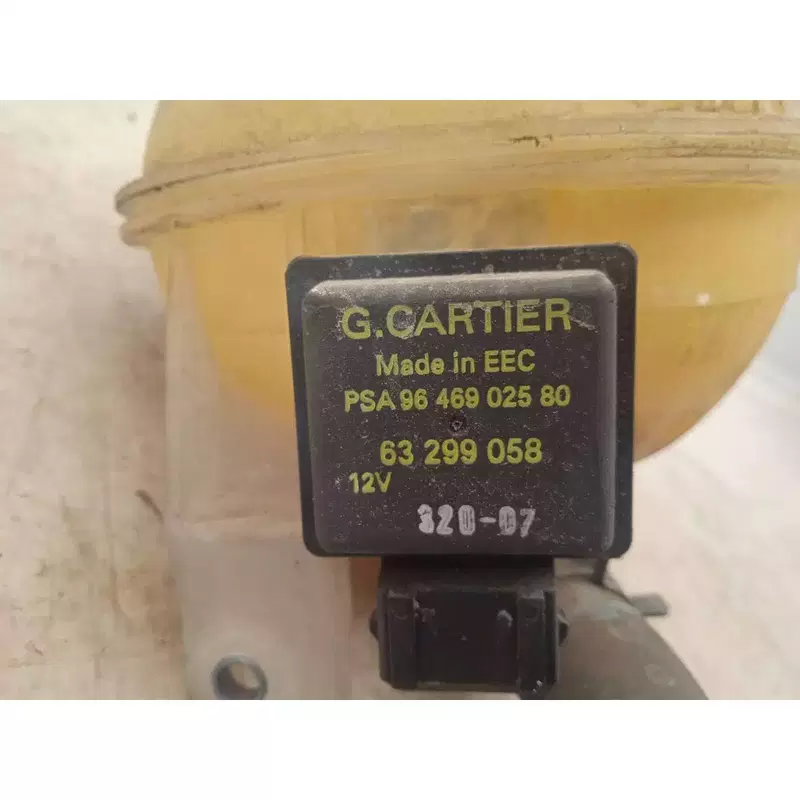 G.CARTIER
Made in EEC
PSA 96 469 025 80
63 299 058
12V
320-07